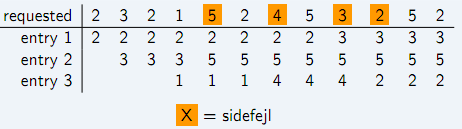 requested 2 3 2 1 5 2 4 5 3 2 5 2
entry 1 2 2 2 2 2 2 2 2 3 3 3 3
entry 2 3 3 3 5 5 5 5 5 5 5 5
entry 3 1 1 1 4 4 4 2 2 2
X = sidefejl